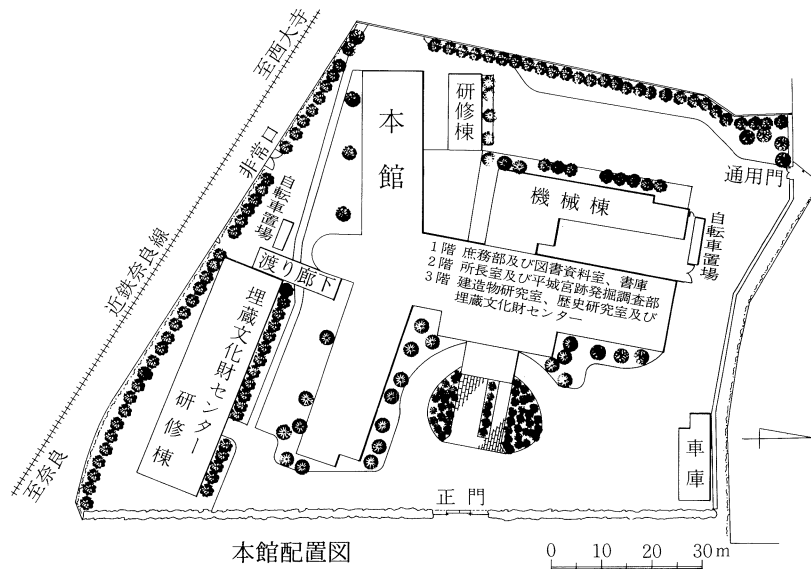 至西大寺
非常口
自転車置場
近鉄奈良線
渡り廊下
埋蔵文化財センター
研修棟
至奈良
本館
研修棟
機械棟
通用門
自転車置場
1階 庶務部及び図書資料室、書庫
2階 所長室及び平城宮跡発掘調査部
3階 建造物研究室、歴史研究室及び
埋蔵文化財センター
車庫
正門
本館配置図
0 10 20 30m